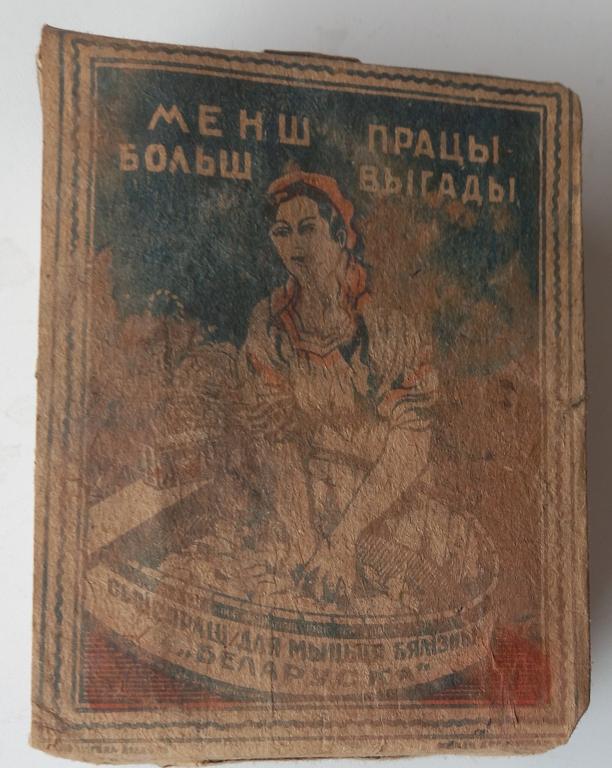 МЕНШ ПРАЦЫ
БОЛЬШ ВЫГАДЫ
ДЛЯ МЫЦЬЦЯ БЯЛІЗНЫ
„БЕЛАРУСКА“